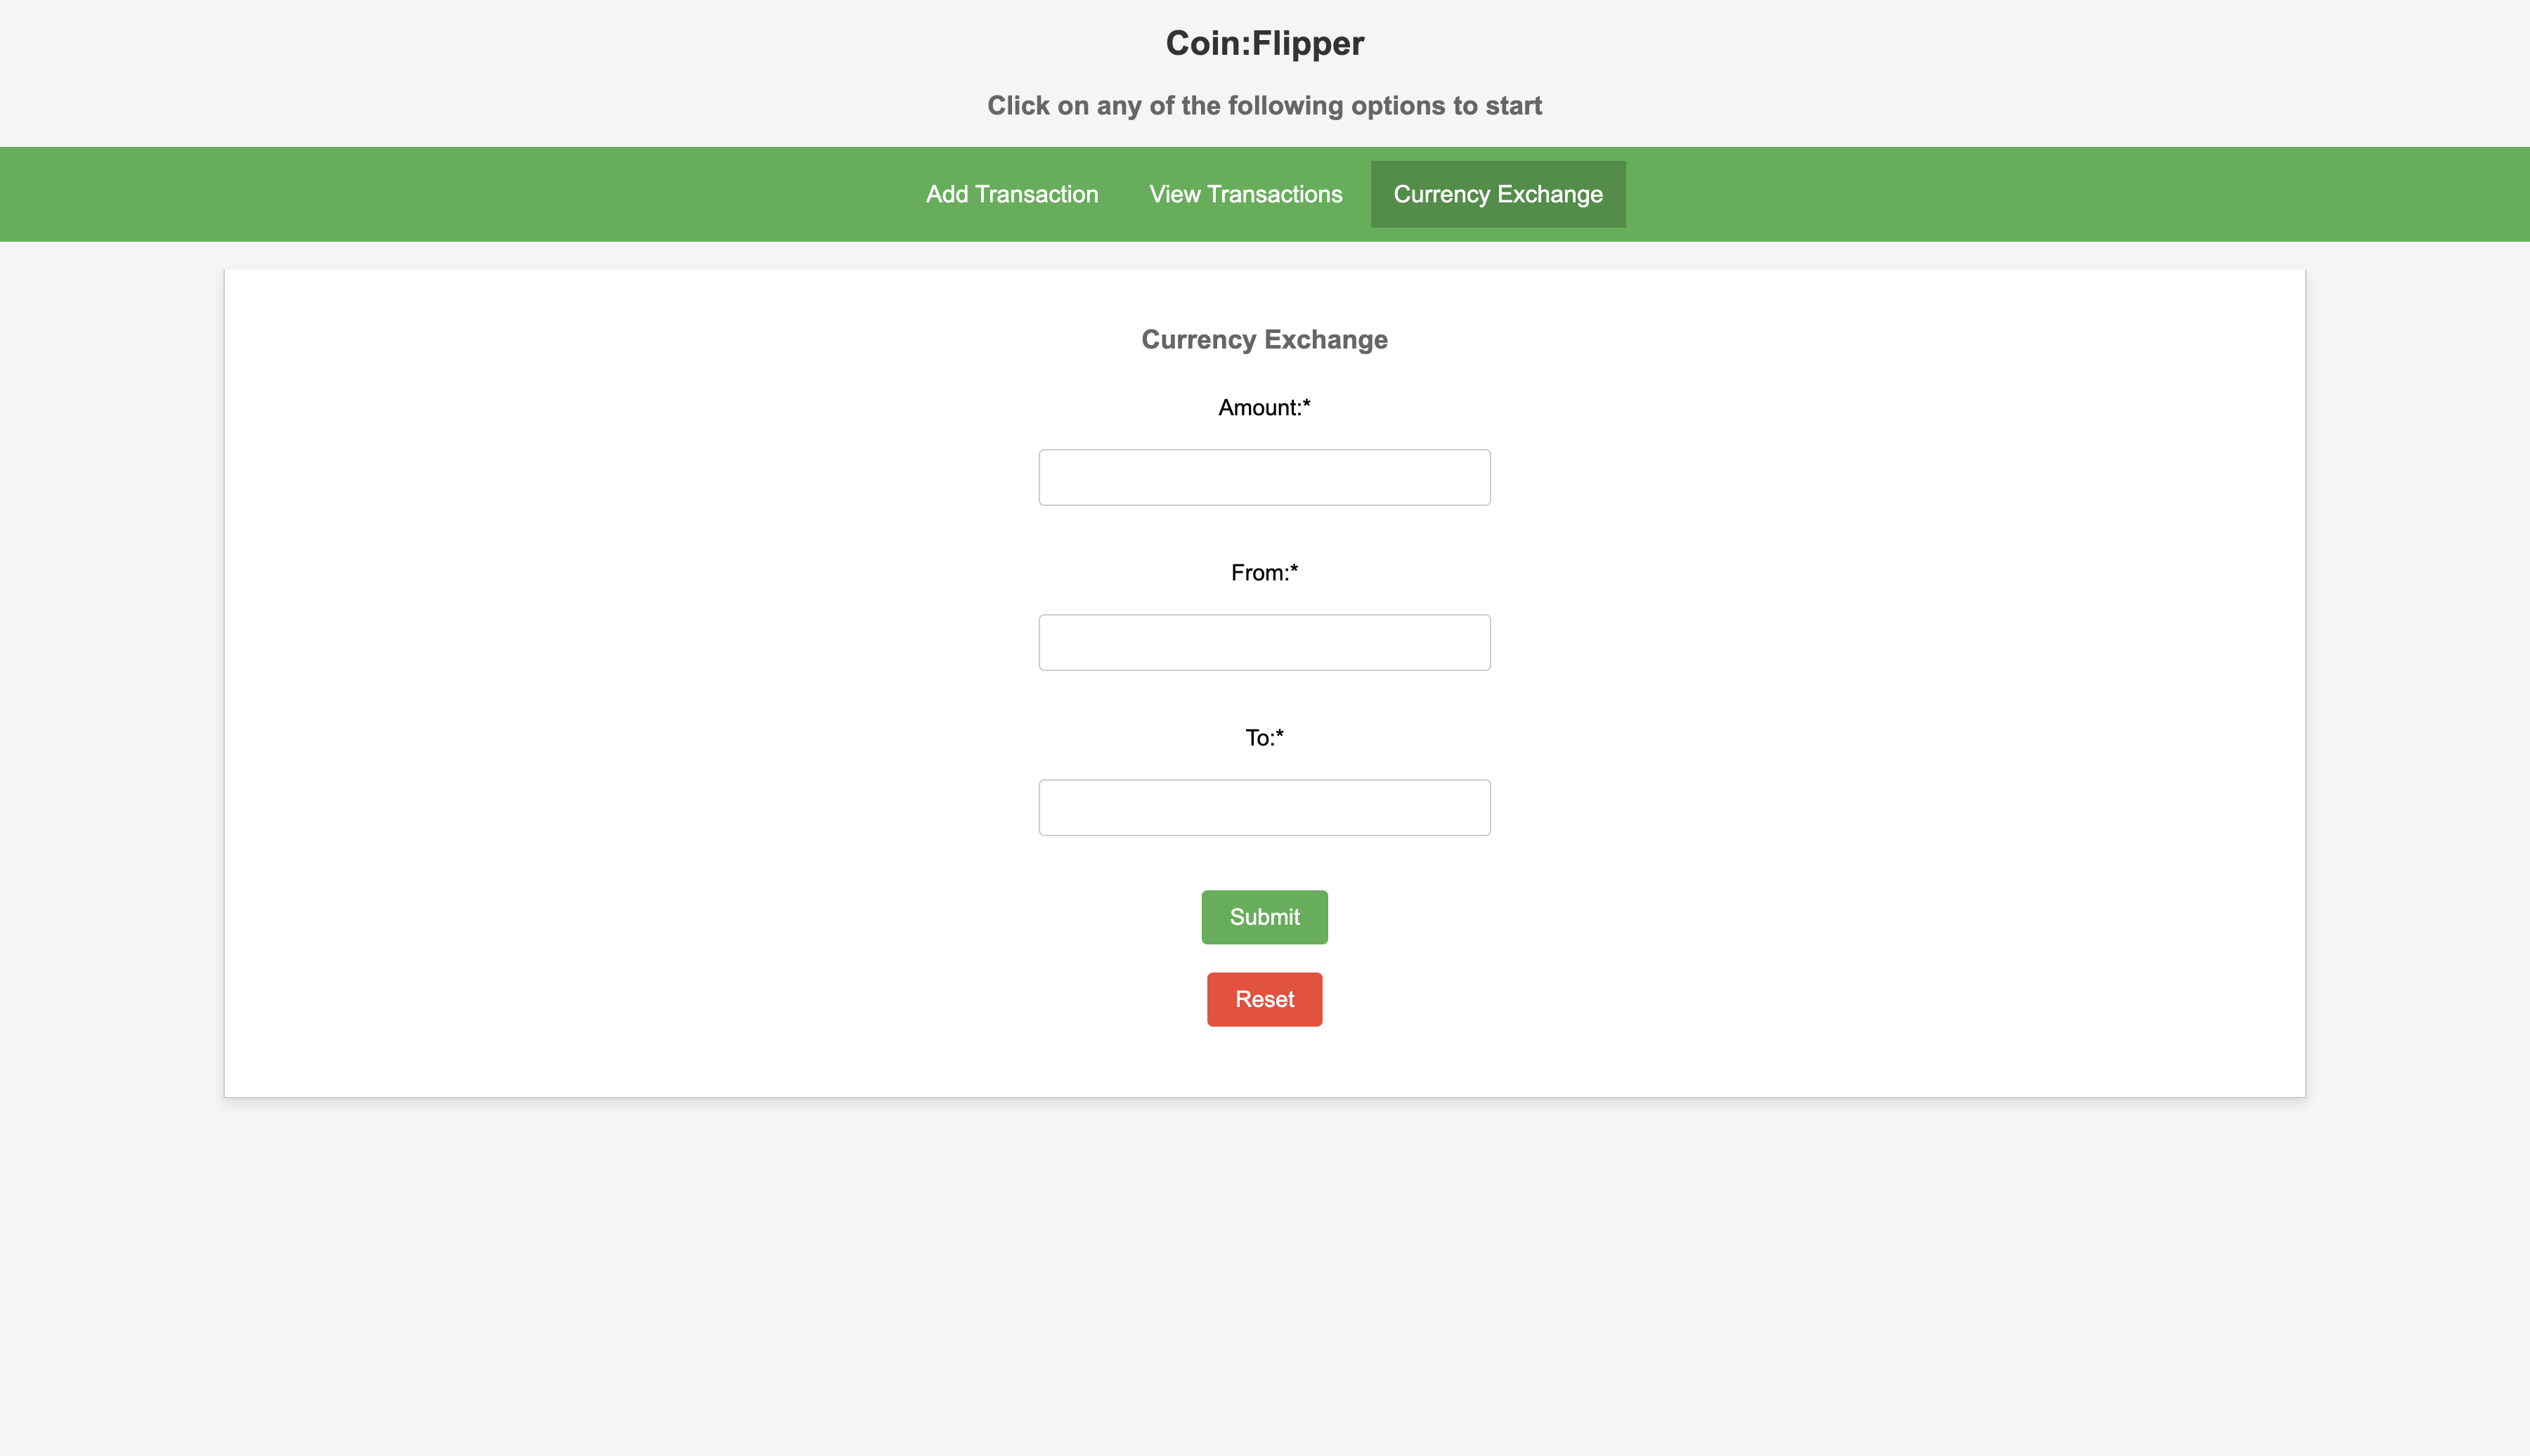 Coin:Flipper
Click on any of the following options to start
Add Transaction View Transactions Currency Exchange
Currency Exchange
Amount:*
From:*
To:*
Submit
Reset